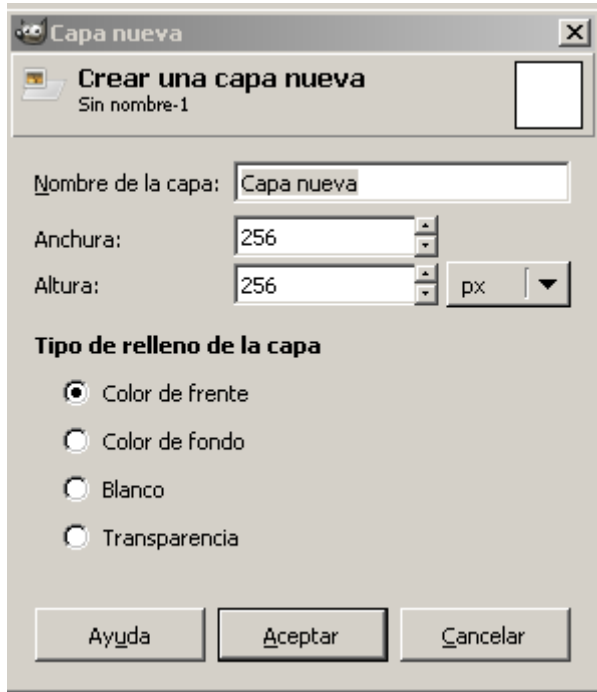 Capa nueva
Crear una capa nueva
Sin nombre-1
Nombre de la capa: Capa nueva
Anchura: 256
Altura: 256 px
Tipo de relleno de la capa
Color de frente
Color de fondo
Blanco
Transparencia
Ayuda Aceptar Cancelar